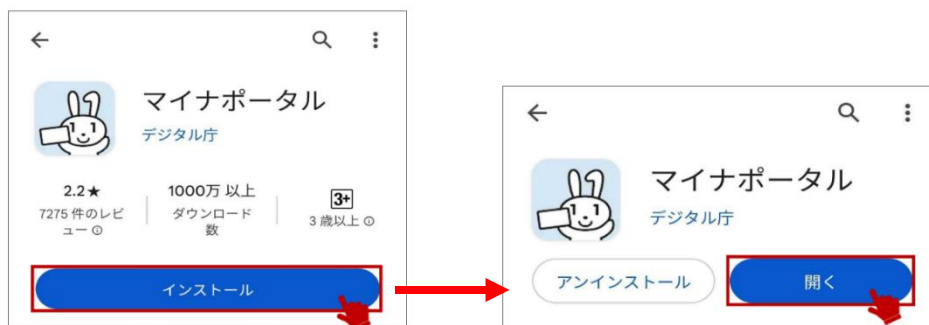 マイナポータル
デジタル庁
2.2★
7275 件のレビ
ュー
1000万 以上
ダウンロード
数
3+
3 歳以上
インストール
マイナポータル
デジタル庁
アンインストール
開く